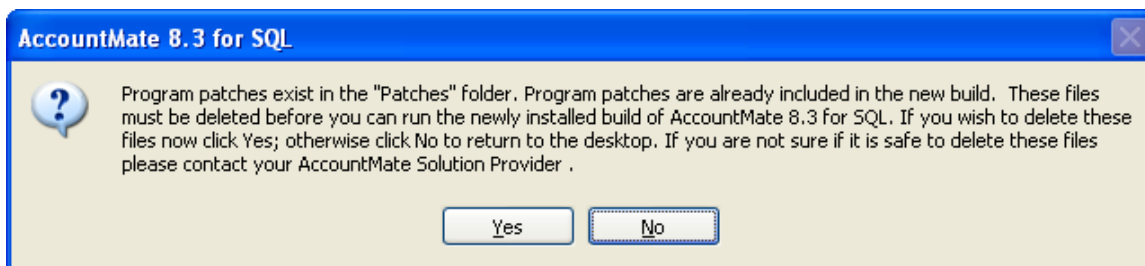 AccountMate 8.3 for SQL
Program patches exist in the "Patches" folder. Program patches are already included in the new build.  These files
must be deleted before you can run the newly installed build of AccountMate 8.3 for SQL. If you wish to delete these
files now click Yes; otherwise click No to return to the desktop. If you are not sure if it is safe to delete these files
please contact your AccountMate Solution Provider .
Yes No